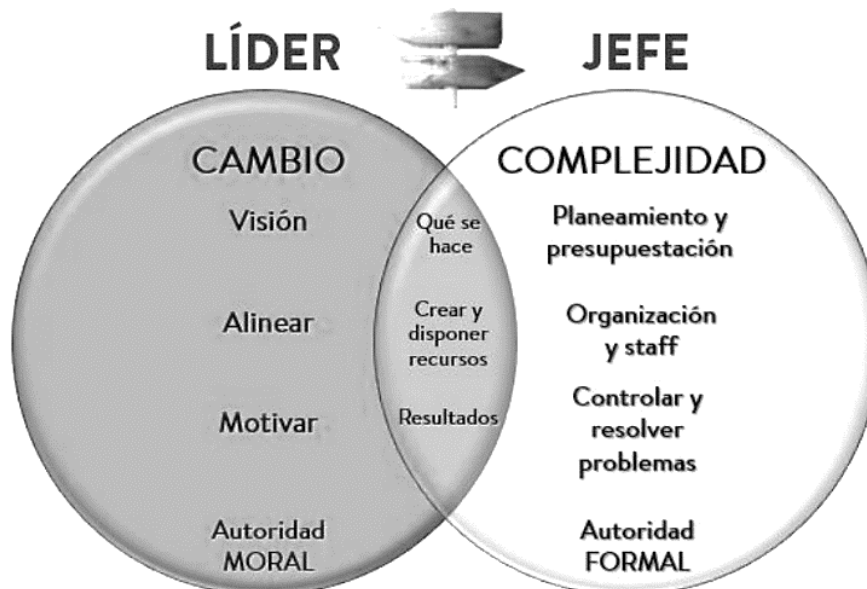 LÍDER
JEFE
CAMBIO
Visión
Alinear
Motivar
Autoridad
MORAL
Qué se
hace
Crear y
disponer
recursos
Resultados
COMPLEJIDAD
Planeamiento y
presupuestación
Organización
y staff
Controlar y
resolver
problemas
Autoridad
FORMAL